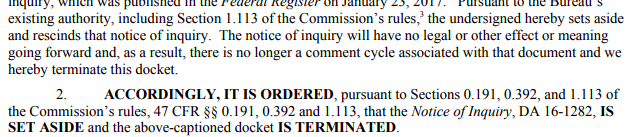 inquiry, which was published in the Federal Register on January 23, 2017. Pursuant to the Bureau's
existing authority, including Section 1.113 of the Commission's rules,3 the undersigned hereby sets aside
and rescinds that notice of inquiry. The notice of inquiry will have no legal or other effect or meaning
going forward and, as a result, there is no longer a comment cycle associated with that document and we
hereby terminate this docket.
2. ACCORDINGLY, IT IS ORDERED, pursuant to Sections 0.191, 0.392, and 1.113 of
the Commission's rules, 47 CFR §§ 0.191, 0.392 and 1.113, that the Notice of Inquiry, DA 16-1282, IS
SET ASIDE and the above-captioned docket IS TERMINATED.